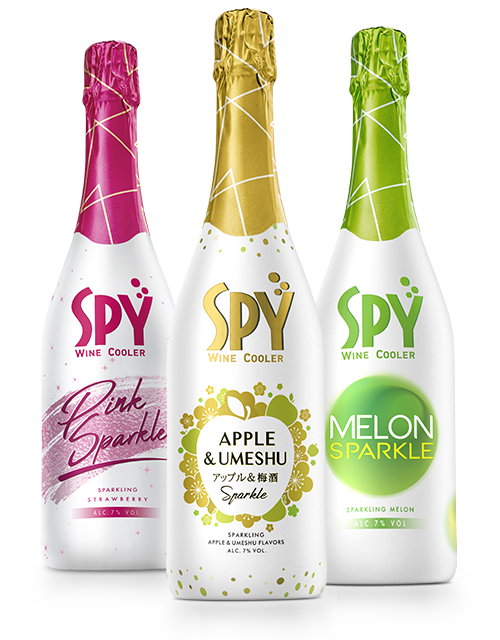 SPY
WINE COOLER
Pink
Sparkle
SPARKLING
STRAWBERRY
ALC. 7% VOL
SPY
WINE COOLER
APPLE
& UMESHU
アップル&梅酒
Sparkle
SPARKLING
APPLE & UMESHU FLAVORS
ALC. 7% VOL.
SPY
WINE COOLER
MELON
SPARKLE
SPARKLING MELON
ALC. 7% VOL